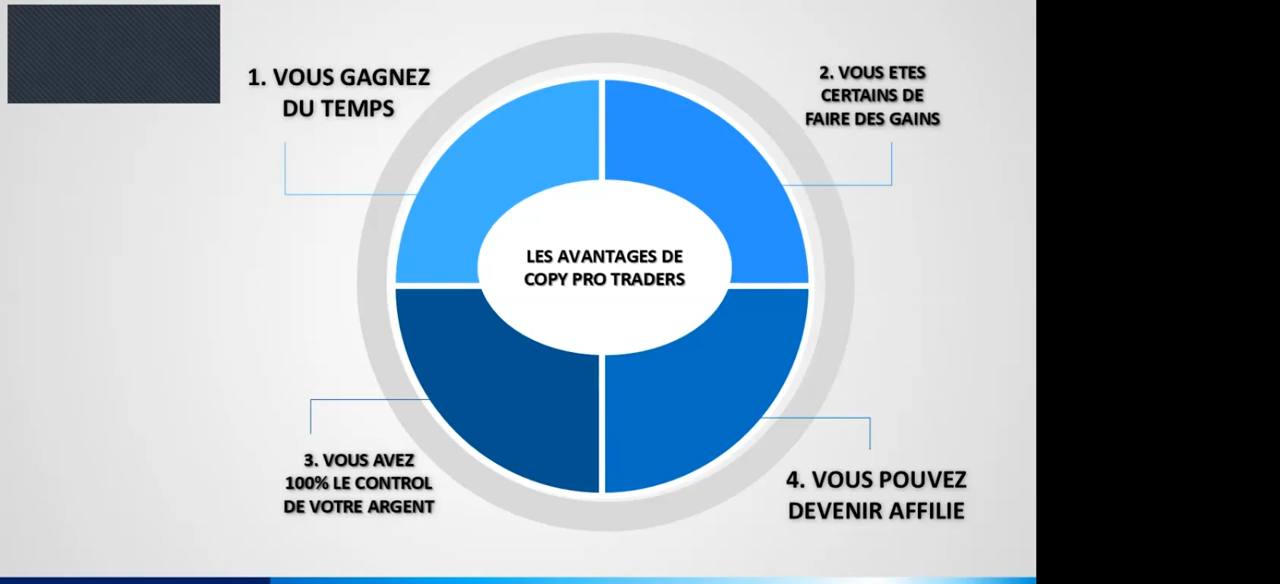 1. VOUS GAGNEZ
DU TEMPS
2. VOUS ETES
CERTAINS DE
FAIRE DES GAINS
LES AVANTAGES DE
COPY PRO TRADERS
3. VOUS AVEZ
100% LE CONTROL
DE VOTRE ARGENT
4. VOUS POUVEZ
DEVENIR AFFILIE